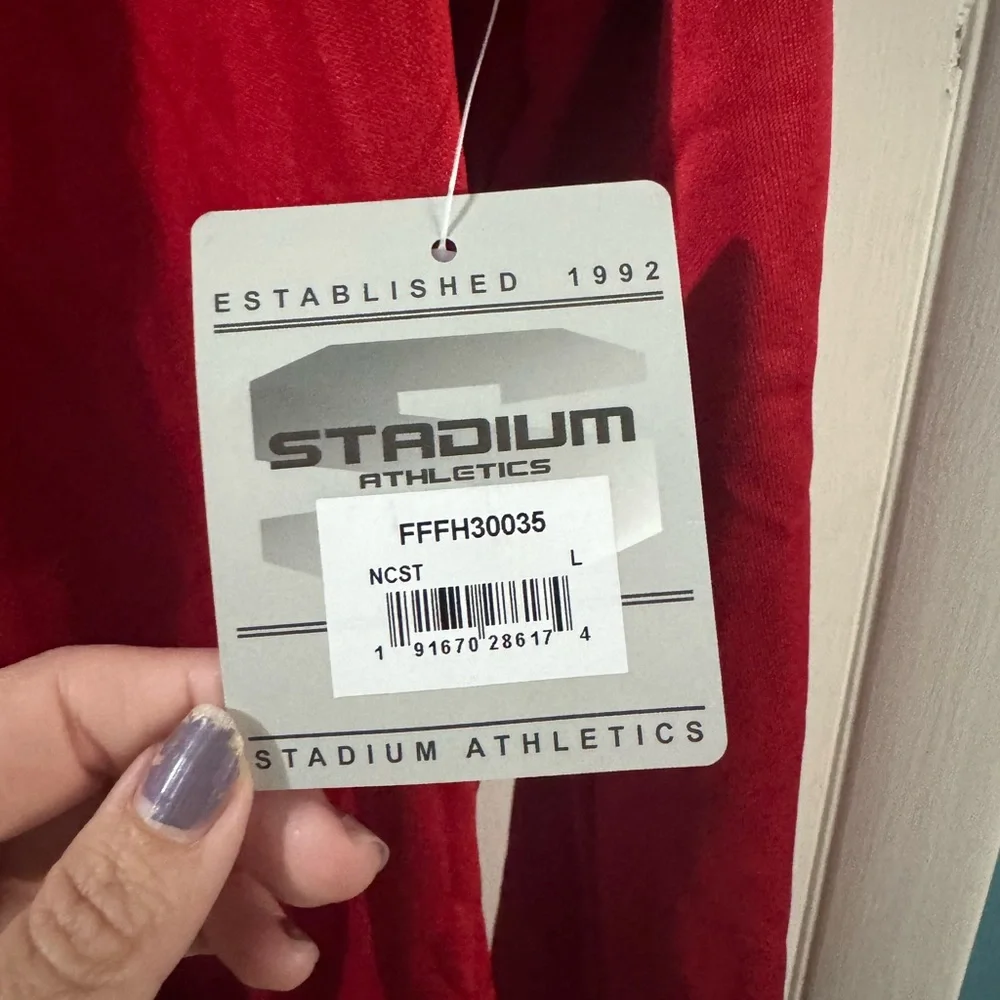 ESTABLISHED 1992
STADIUM
ATHLETICS
FFFH30035
NCST L
1 91670 28617 4
STADIUM ATHLETICS